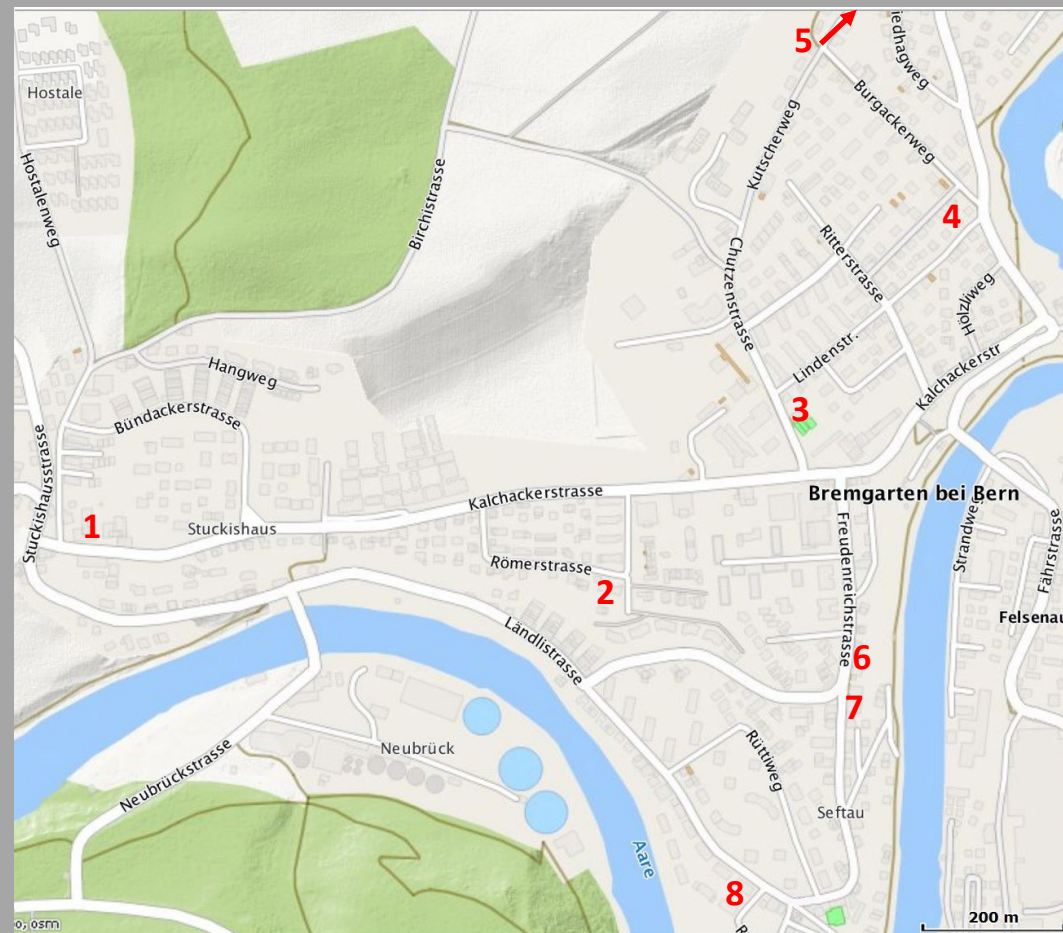 5
iedhagweg
Hostale
Burgackerweg
Kutscherweg
Hostalenweg
Birchistrasse
4
Ritterstrasse
Chutzenstrasse
Holzliweg
Lindenstr.
Hangweg
Kalchackerstr
Bündackerstrasse
3
Stuckishausstrasse
Kalchackerstrasse
Bremgarten bei Bern
1
Stuckishaus
Freudenreichstrasse
Strandweg
Fährstrasse
Römerstrasse
2
Felsenau
Ländlistrasse
6
7
Neubrück
Rüttiweg
Neubrückstrasse
Seftau
Aare
8
R
200 m
o, osm